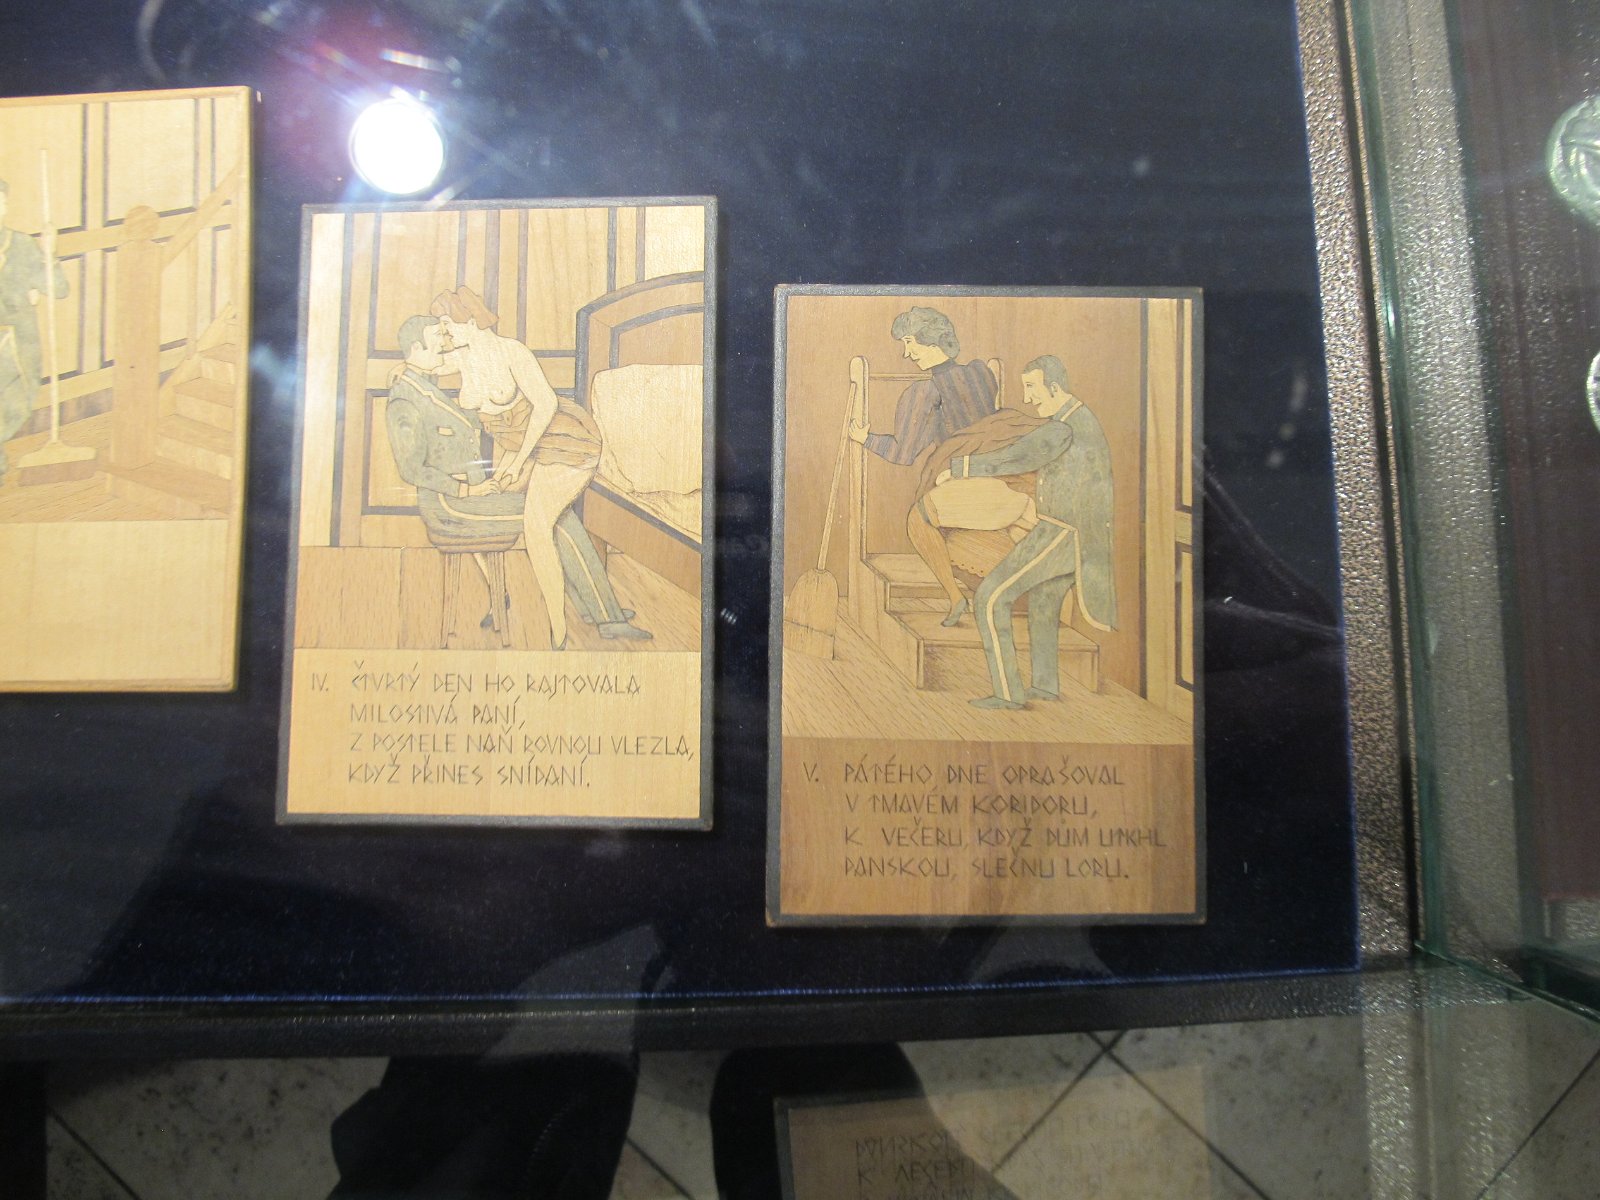 IV. ČTVRTÝ DEN HO RAJTOVALA
MILOSTIVÁ PANÍ,
Z POSTELE NAŇ ROVNOU VLEZLA,
KDYŽ PŘINES SNÍDANÍ.
V. PÁTÉHO DNE OPRAŠOVAL
V TMAVÉM KORIDORU,
K VEČERU, KDYŽ DŮM UTICHL
PANSKOU, SLEČNU LORU.